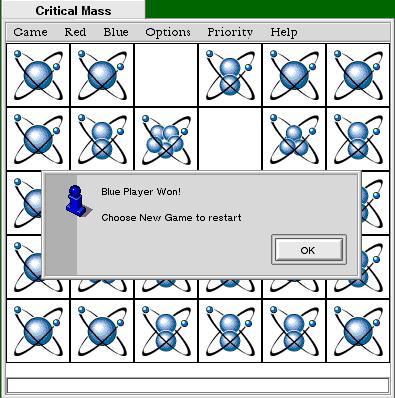 Critical Mass
Game Red Blue Options Priority Help
Blue Player Won!
Choose New Game to restart
OK